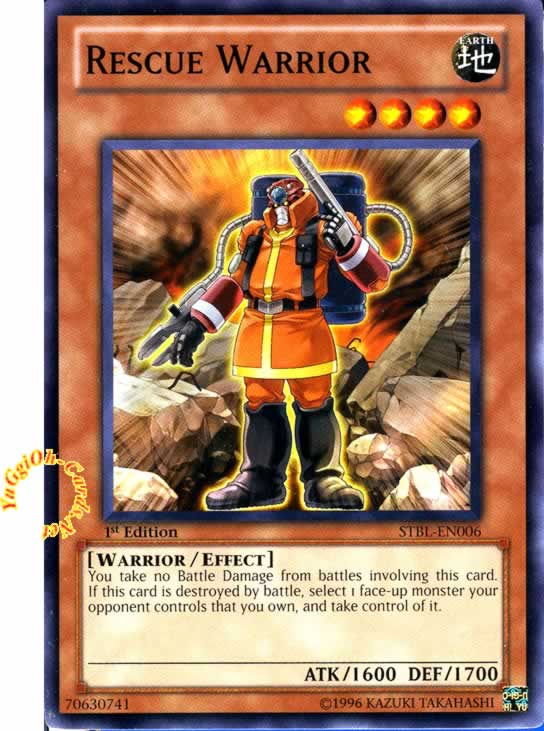 RESCUE WARRIOR
EARTH
地
YuGgiOh-Cards.Net
1st Edition
STBL-EN006
[WARRIOR / EFFECT]
You take no Battle Damage from battles involving this card.
If this card is destroyed by battle, select 1 face-up monster your
opponent controls that you own, and take control of it.
ATK/1600 DEF/1700
70630741
©1996 KAZUKI TAKAHASHI